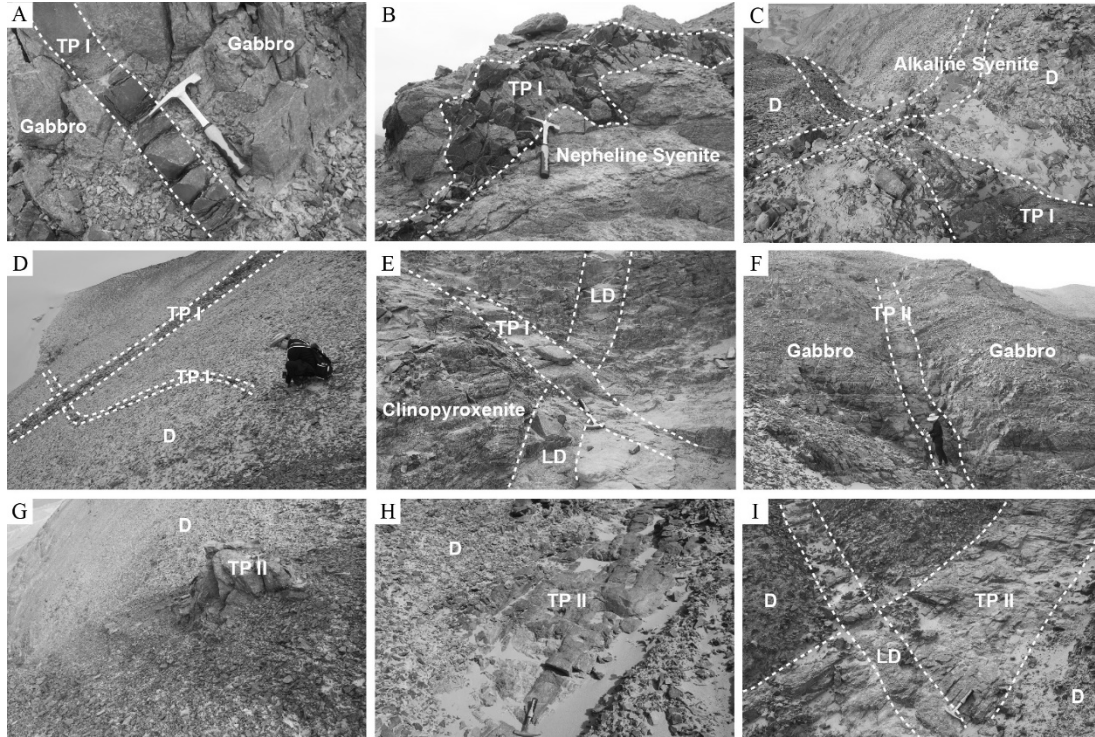 A
TP I
Gabbro
Gabbro
B
TP I
Nepheline Syenite
C
Alkaline Syenite
D
D
TP I
D
TP I
TP I
D
E
LD
TP I
Clinopyroxenite
LD
F
TP II
Gabbro
Gabbro
G
D
TP II
H
D
TP II
I
D
TP II
LD
D